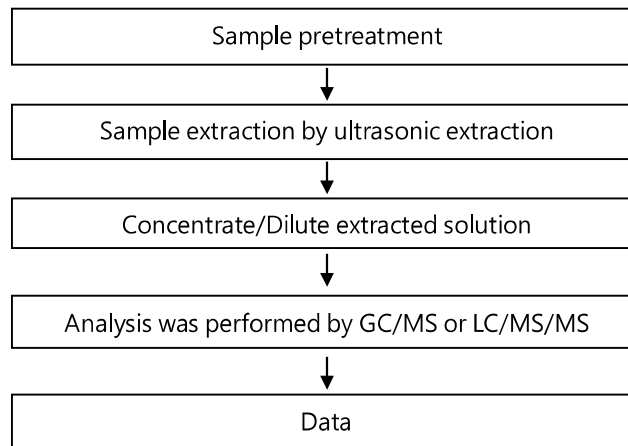 Sample pretreatment
Sample extraction by ultrasonic extraction
Concentrate/Dilute extracted solution
Analysis was performed by GC/MS or LC/MS/MS
Data